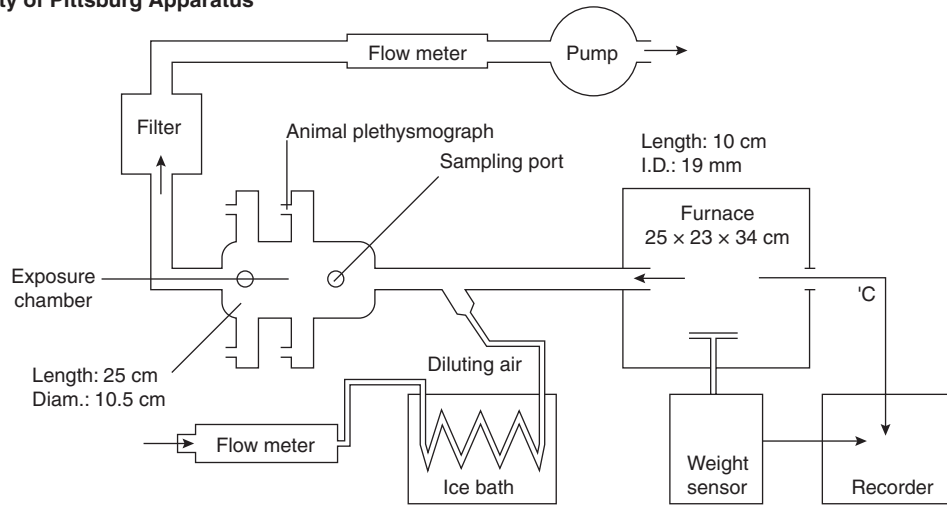 ty of Pittsburg Apparatus
Flow meter
Pump
Filter
Animal plethysmograph
Sampling port
Length: 10 cm
I.D.: 19 mm
Furnace
25 × 23 × 34 cm
Exposure
chamber
'C
Length: 25 cm
Diam.: 10.5 cm
Diluting air
Flow meter
Ice bath
Weight
sensor
Recorder